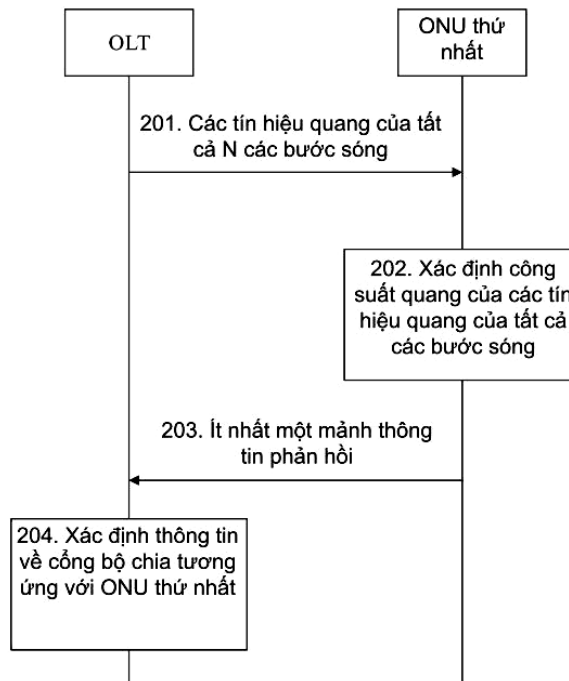 OLT
ONU thứ
nhất
201. Các tín hiệu quang của tất
cả N các bước sóng
202. Xác định công
suất quang của các tín
hiệu quang của tất cả
các bước sóng
203. Ít nhất một mảnh thông
tin phản hồi
204. Xác định thông tin
về cổng bộ chia tương
ứng với ONU thứ nhất